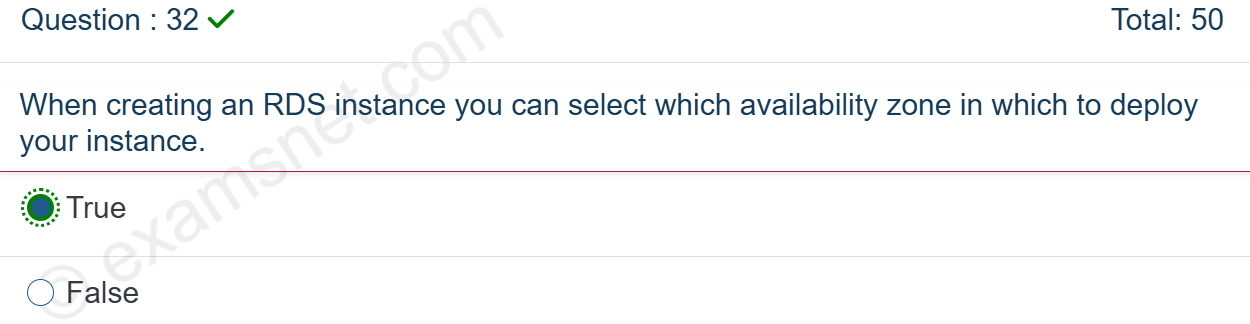 Question : 32
Total: 50
When creating an RDS instance you can select which availability zone in which to deploy
your instance.
True
False
© examsnet.com